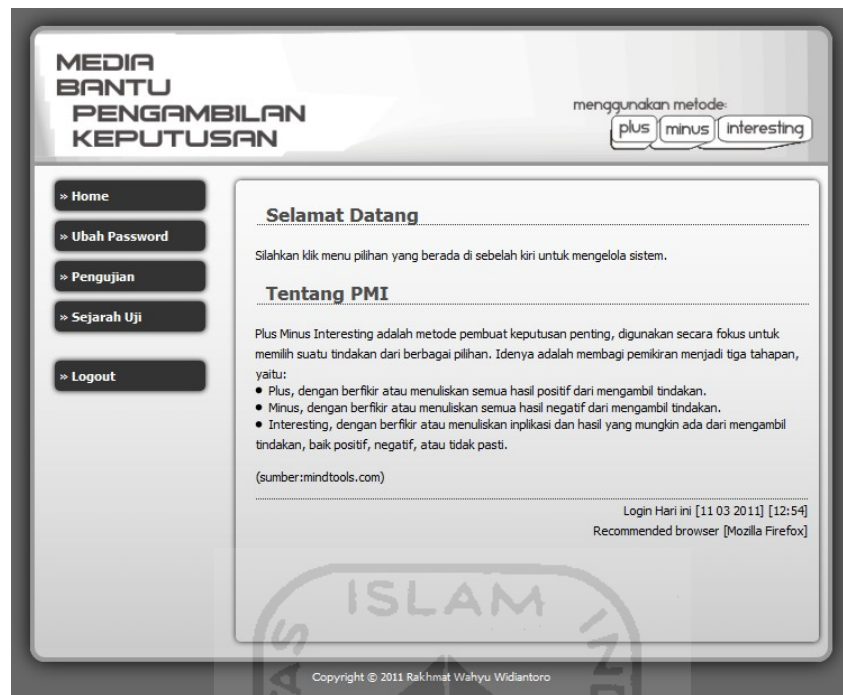 MEDIA
BANTU
PENGAMBILAN
KEPUTUSAN
menggunakan metode:
plus minus interesting
» Home
» Ubah Password
» Pengujian
» Sejarah Uji
» Logout
Selamat Datang
Silahkan klik menu pilihan yang berada di sebelah kiri untuk mengelola sistem.
Tentang PMI
Plus Minus Interesting adalah metode pembuat keputusan penting, digunakan secara fokus untuk
memilih suatu tindakan dari berbagai pilihan. Idenya adalah membagi pemikiran menjadi tiga tahapan,
yaitu:
● Plus, dengan berfikir atau menuliskan semua hasil positif dari mengambil tindakan.
● Minus, dengan berfikir atau menuliskan semua hasil negatif dari mengambil tindakan.
● Interesting, dengan berfikir atau menuliskan inplikasi dan hasil yang mungkin ada dari mengambil
tindakan, baik positif, negatif, atau tidak pasti.
(sumber:mindtools.com)
Login Hari ini [11 03 2011] [12:54]
Recommended browser [Mozilla Firefox]
ISLAM
Copyright © 2011 Rakhmat Wahyu Widiantoro